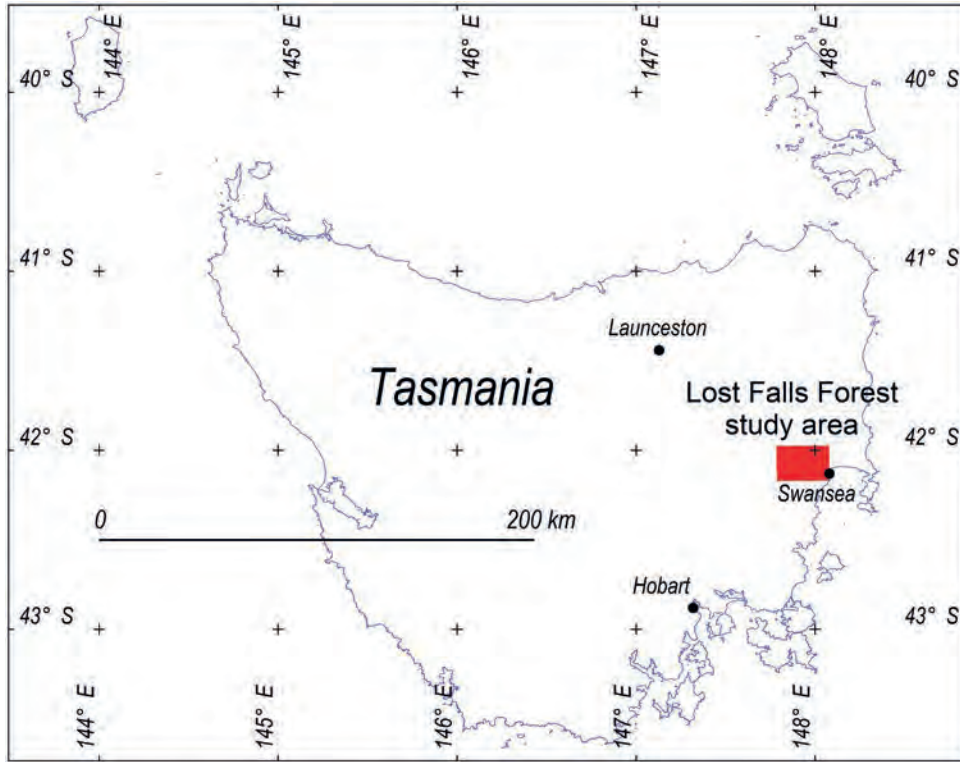 144° E
145° E
146° E
147° E
148° E
40° S
40° S
41° S
41° S
Launceston
Tasmania
Lost Falls Forest
study area
42° S
42° S
Swansea
0
200 km
Hobart
43° S
43° S
144° E
145° E
146° E
147° E
148° E